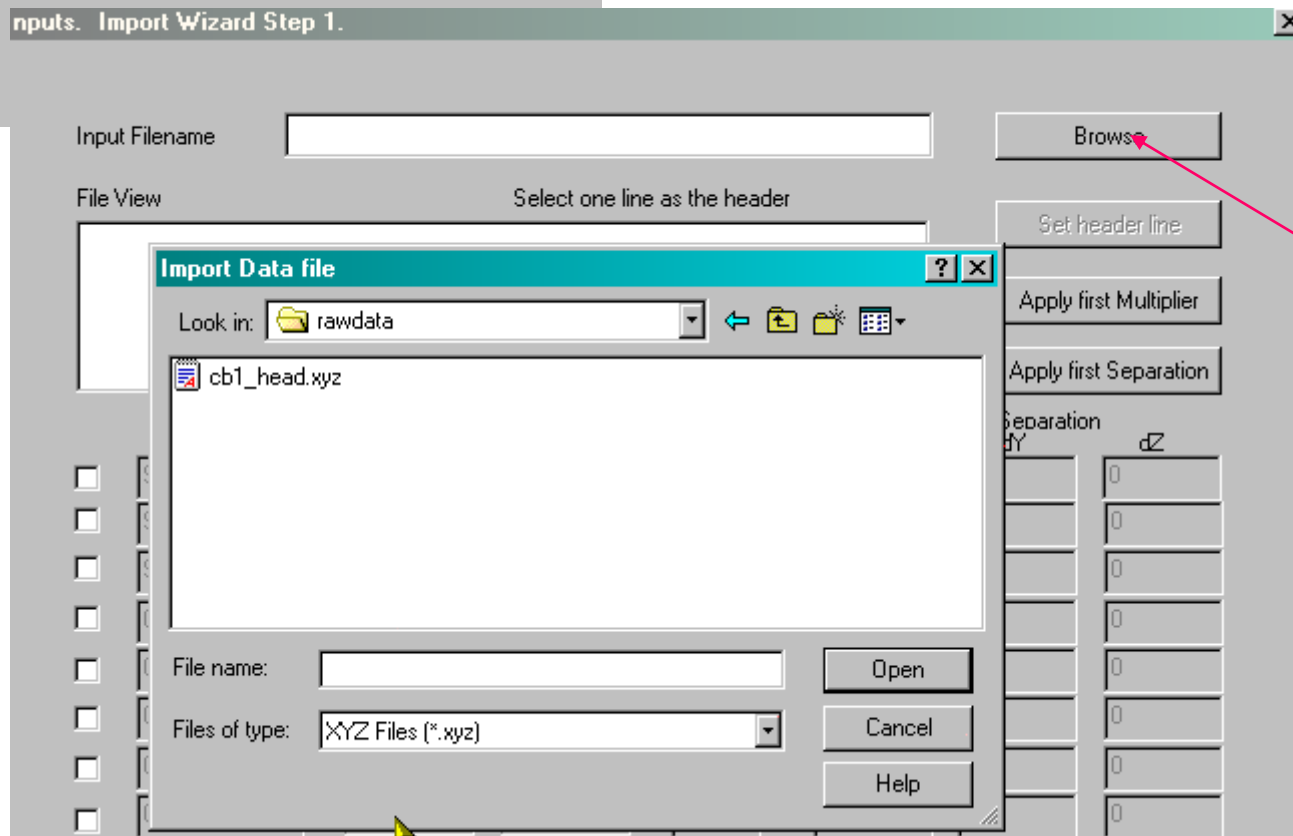 nputs. Import Wizard Step 1.
Input Filename
Browse
File View
Select one line as the header
Set header line
Import Data file
Apply first Multiplier
Look in:
rawdata
cb1_head.xyz
Apply first Separation
Separation
dY
dZ
0
0
0
0
0
0
0
0
File name:
Open
Files of type:
XYZ Files (*.xyz)
Cancel
Help